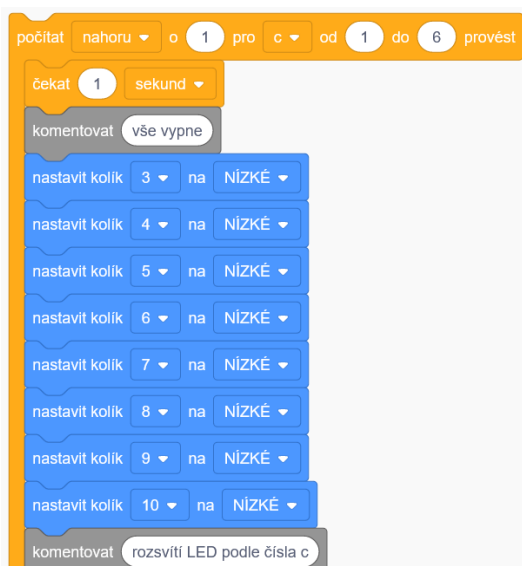 počítat nahoru o 1 pro c od 1 do 6 provést
čekat 1 sekund
komentovat vše vypne
nastavit kolík 3 na NÍZKÉ
nastavit kolík 4 na NÍZKÉ
nastavit kolík 5 na NÍZKÉ
nastavit kolík 6 na NÍZKÉ
nastavit kolík 7 na NÍZKÉ
nastavit kolík 8 na NÍZKÉ
nastavit kolík 9 na NÍZKÉ
nastavit kolík 10 na NÍZKÉ
komentovat rozsvítí LED podle čísla c